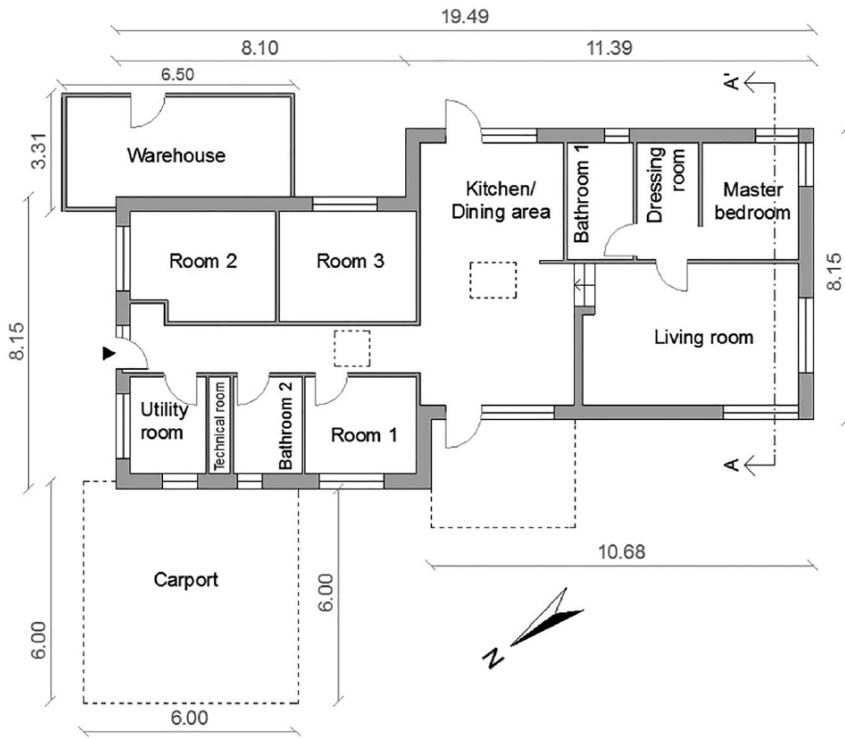 19.49
8.10
11.39
6.50
A'
3.31
Warehouse
Kitchen/
Dining area
Bathroom 1
Dressing
room
Master
bedroom
Room 2
Room 3
8.15
8.15
Living room
Utility
room
Technical room
Bathroom 2
Room 1
A
10.68
Carport
6.00
6.00
N
6.00